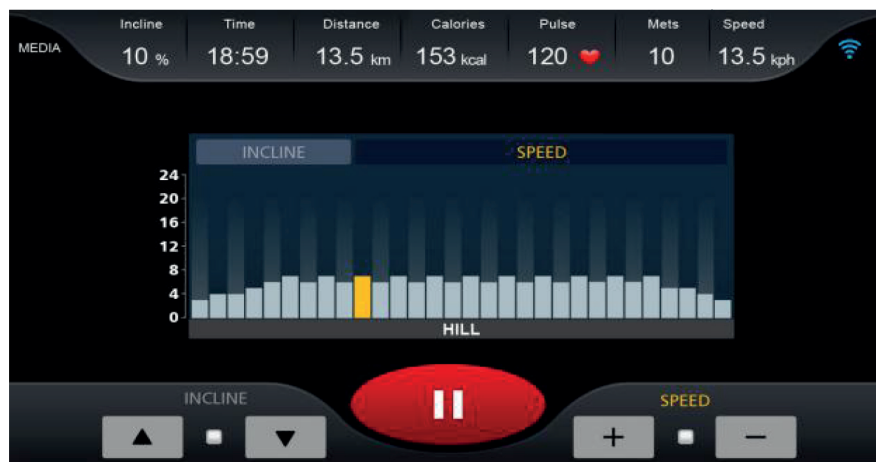 MEDIA
Incline Time Distance Calories Pulse Mets Speed
10 % 18:59 13.5 km 153 kcal 120 10 13.5 kph
INCLINE SPEED
24
20
16
12
8
4
0
HILL
INCLINE SPEED
+ −